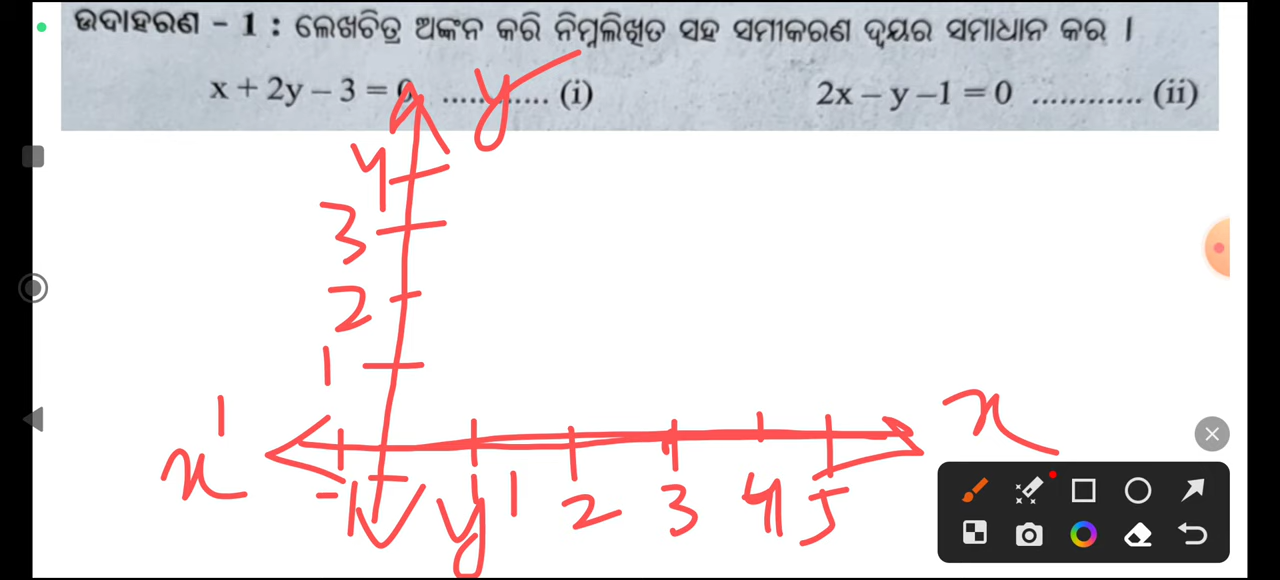 ଉଦାହରଣ - 1 : ଲେଖଚିତ୍ର ଅଙ୍କନ କରି ନିମ୍ନଲିଖିତ ସହ ସମୀକରଣ ଦ୍ୱୟର ସମାଧାନ କର ।
x + 2y – 3 = 0 ............ (i) 2x – y –1 = 0 ............ (ii)
y
4
3
2
1
x' x
-1 y' 1 2 3 4 5